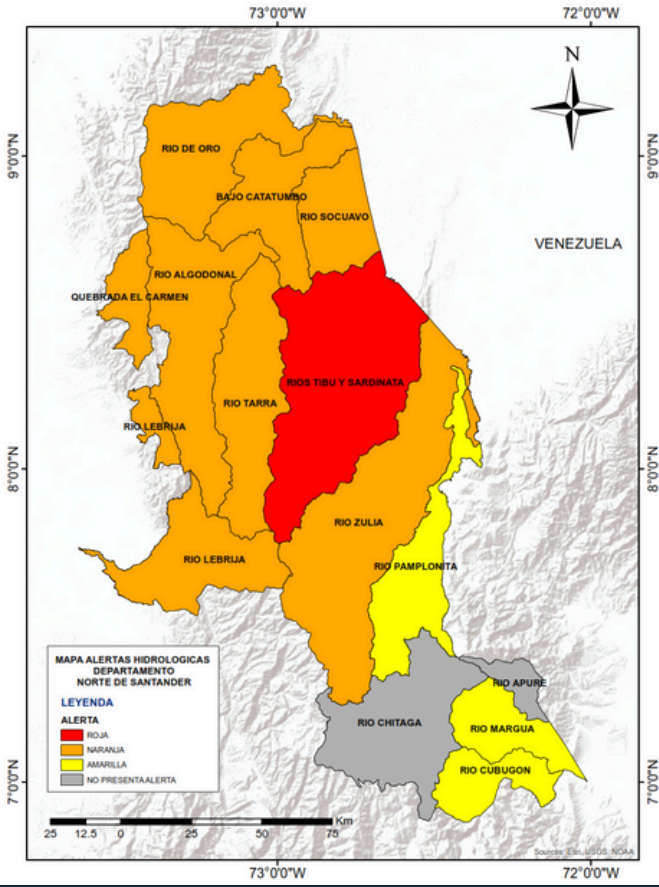 73°0'0"W
72°0'0"W
N
9°0'0"N
9°0'0"N
RIO DE ORO
BAJO CATATUMBO
RIO SOCUAVO
VENEZUELA
RIO ALGODONAL
QUEBRADA EL CARMEN
RIOS TIBU Y SARDINATA
RIO TARRA
RIO LEBRIJA
8°0'0"N
8°0'0"N
RIO ZULIA
RIO LEBRIJA
RIO PAMPLONITA
MAPA ALERTAS HIDROLOGICAS
DEPARTAMENTO
NORTE DE SANTANDER
LEYENDA
ALERTA
ROJA
NARANJA
AMARILLA
NO PRESENTA ALERTA
RIO APURE
RIO CHITAGA
RIO MARGUA
RIO CUBUGON
7°0'0"N
7°0'0"N
25 12.5 0 25 50 75 Km
Sources: Esri, USGS, NOAA
73°0'0"W
72°0'0"W